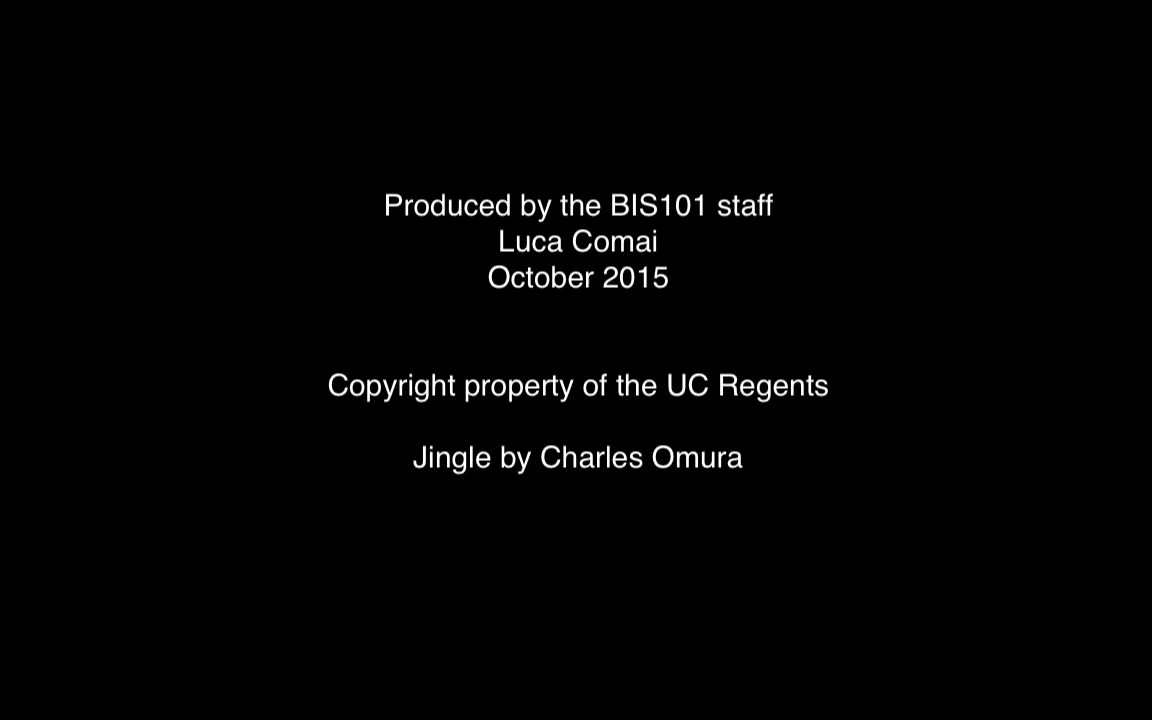 Produced by the BIS101 staff
Luca Comai
October 2015
Copyright property of the UC Regents
Jingle by Charles Omura